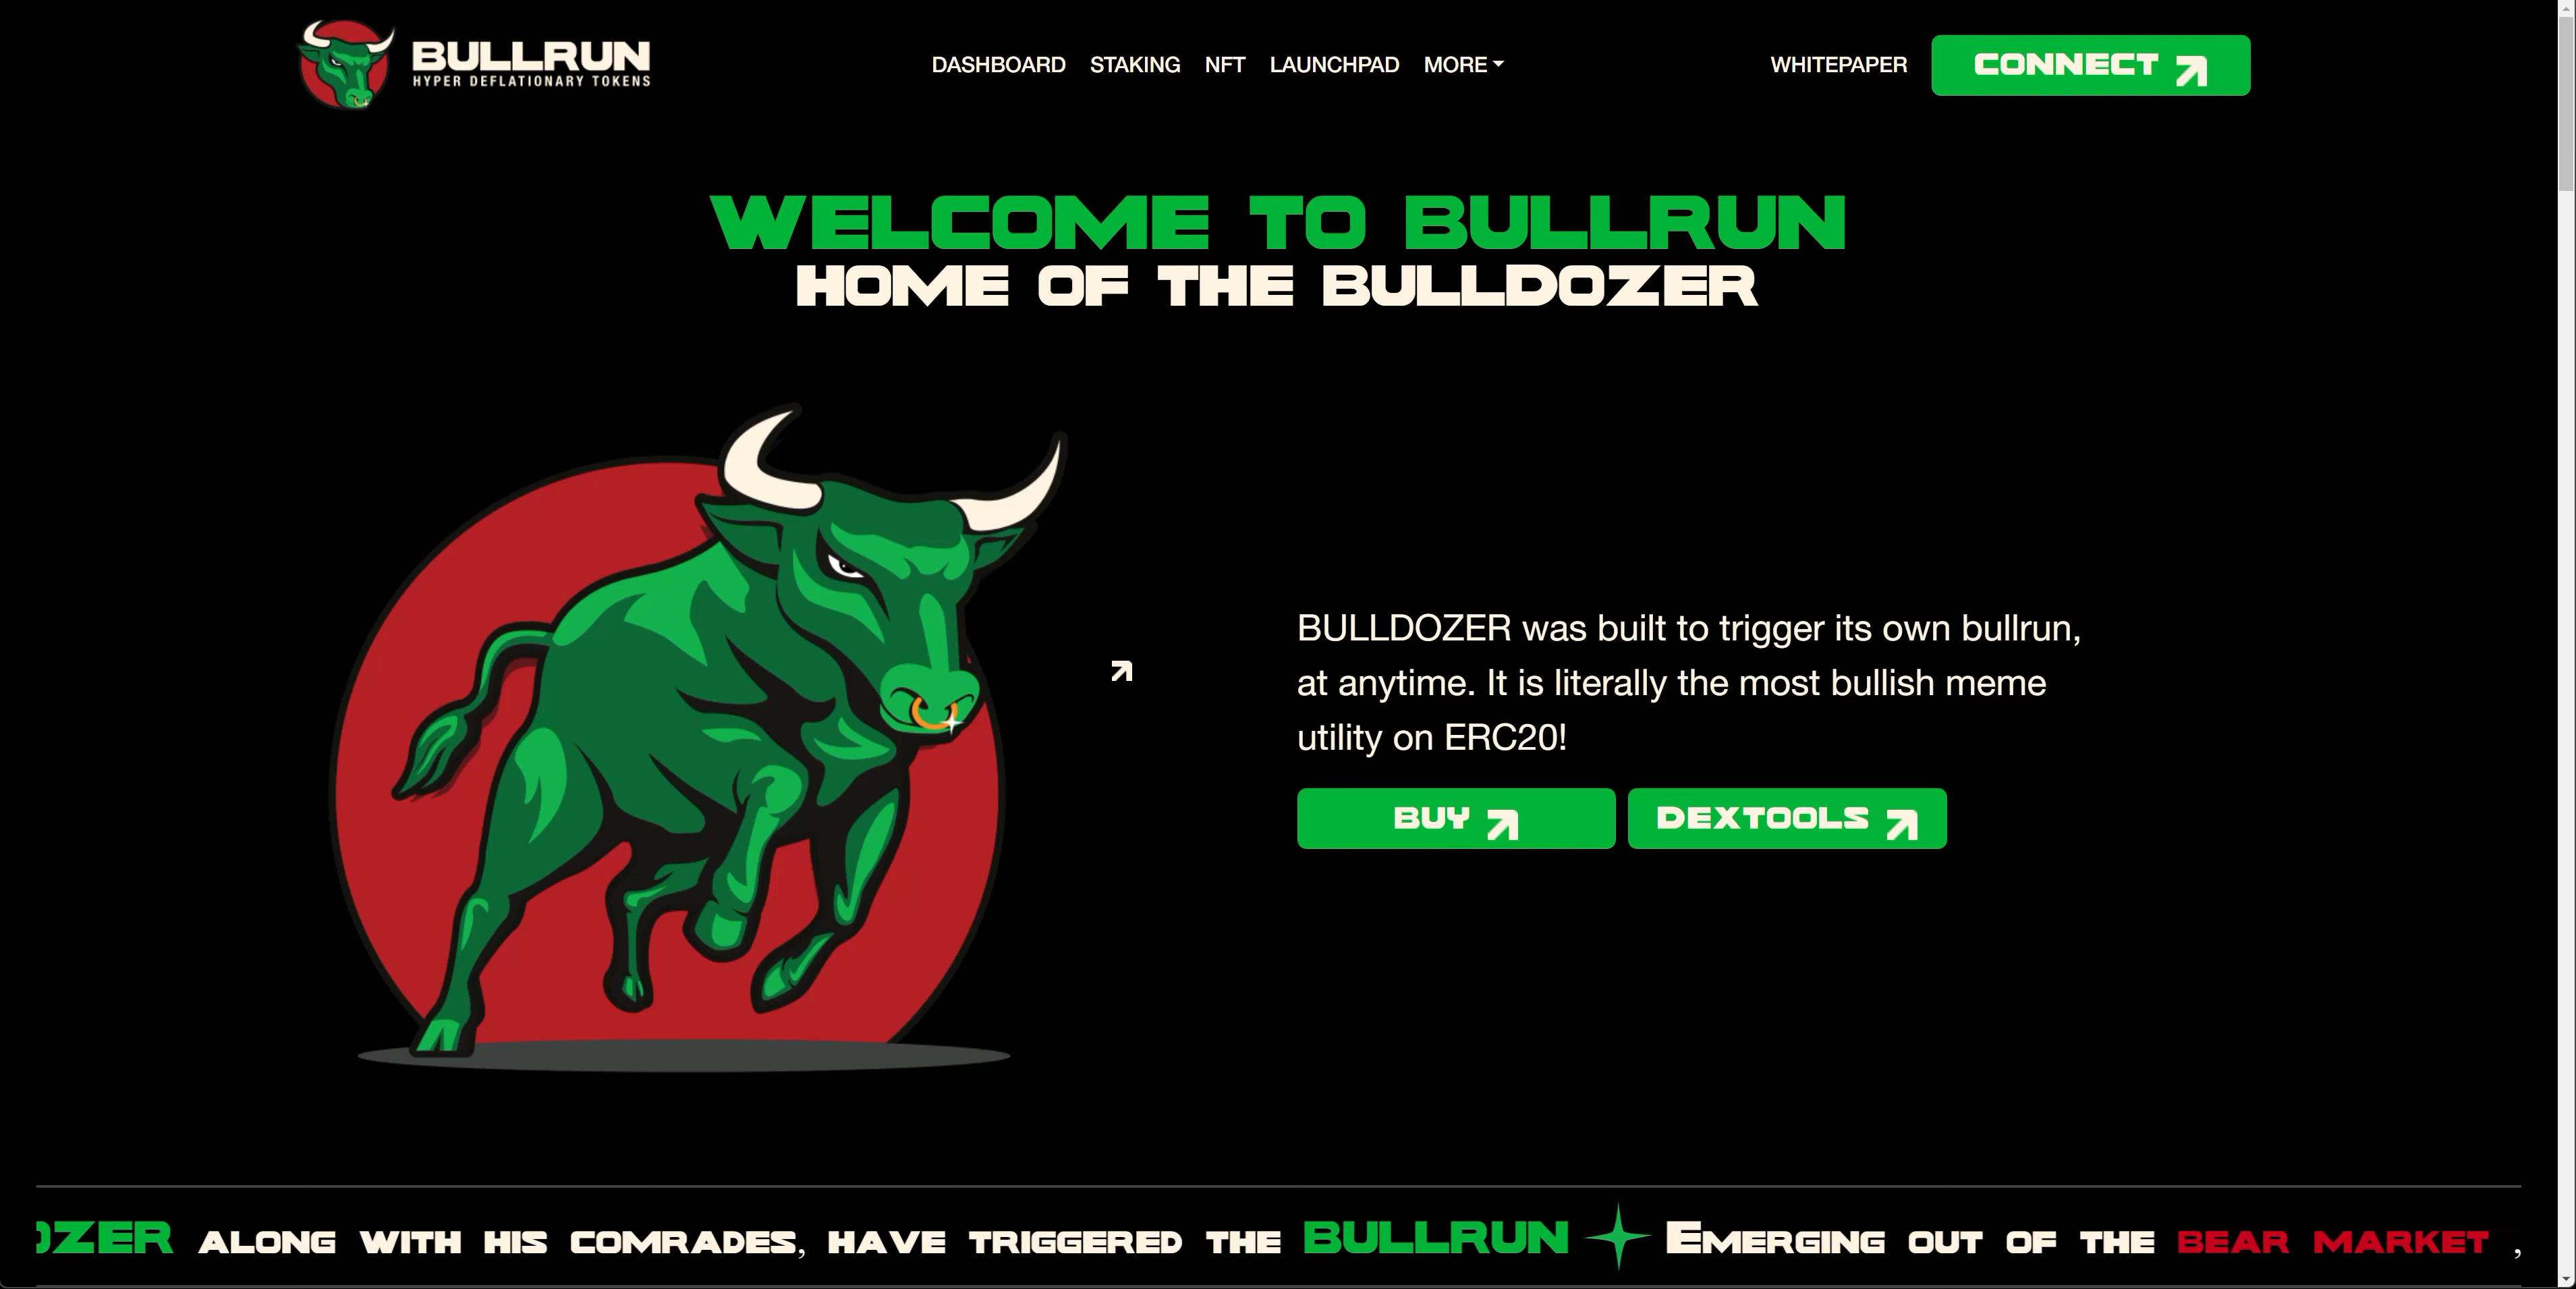 BULLRUN
HYPER DEFLATIONARY TOKENS
DASHBOARD STAKING NFT LAUNCHPAD MORE
WHITEPAPER CONNECT
WELCOME TO BULLRUN
HOME OF THE BULLDOZER
BULLDOZER was built to trigger its own bullrun,
at anytime. It is literally the most bullish meme
utility on ERC20!
BUY DEXTOOLS
OZER ALONG WITH HIS COMRADES, HAVE TRIGGERED THE BULLRUN EMERGING OUT OF THE BEAR MARKET ,